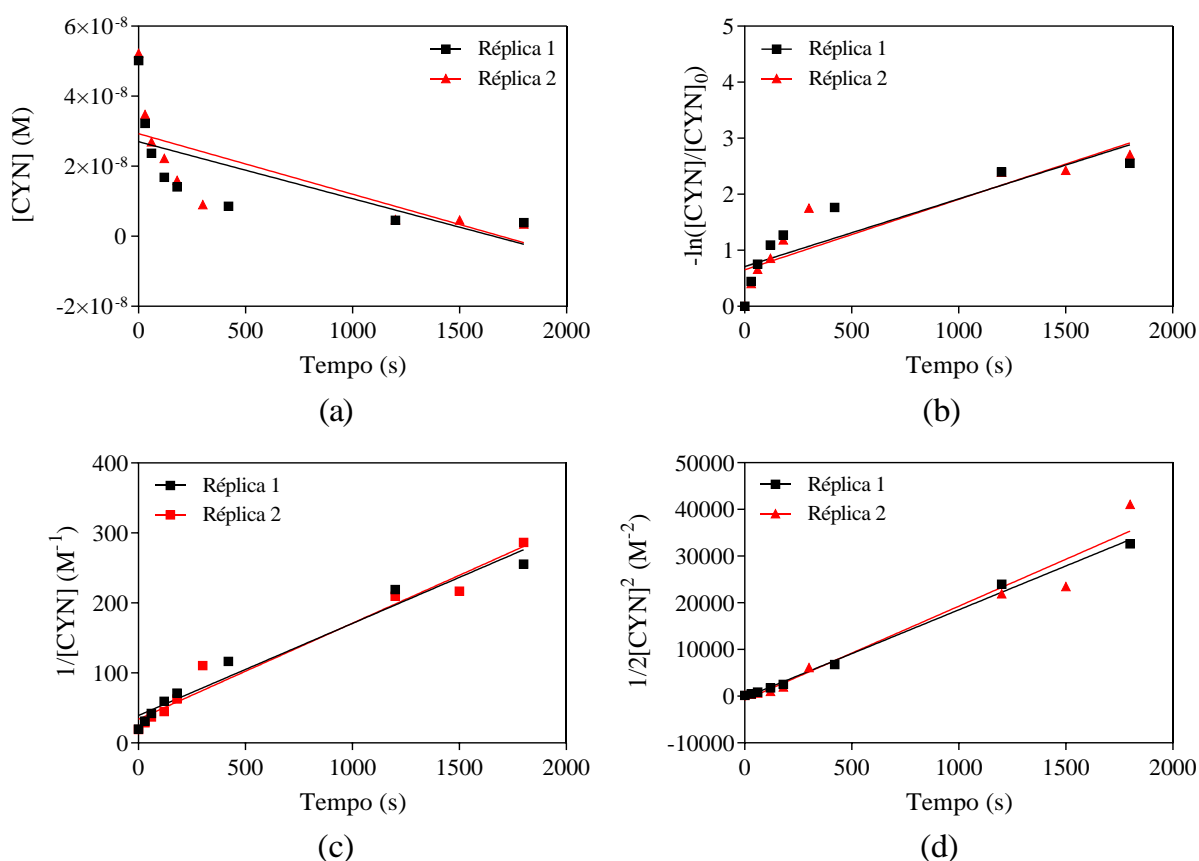 6×10⁻⁸
4×10⁻⁸
2×10⁻⁸
0
-2×10⁻⁸
[CYN] (M)
Réplica 1
Réplica 2
0 500 1000 1500 2000
Tempo (s)
(a)
5
4
3
2
1
0
-ln([CYN]/[CYN]₀)
Réplica 1
Réplica 2
0 500 1000 1500 2000
Tempo (s)
(b)
400
300
200
100
0
1/[CYN] (M⁻¹)
Réplica 1
Réplica 2
0 500 1000 1500 2000
Tempo (s)
(c)
50000
40000
30000
20000
10000
0
-10000
1/2[CYN]² (M⁻²)
Réplica 1
Réplica 2
0 500 1000 1500 2000
Tempo (s)
(d)